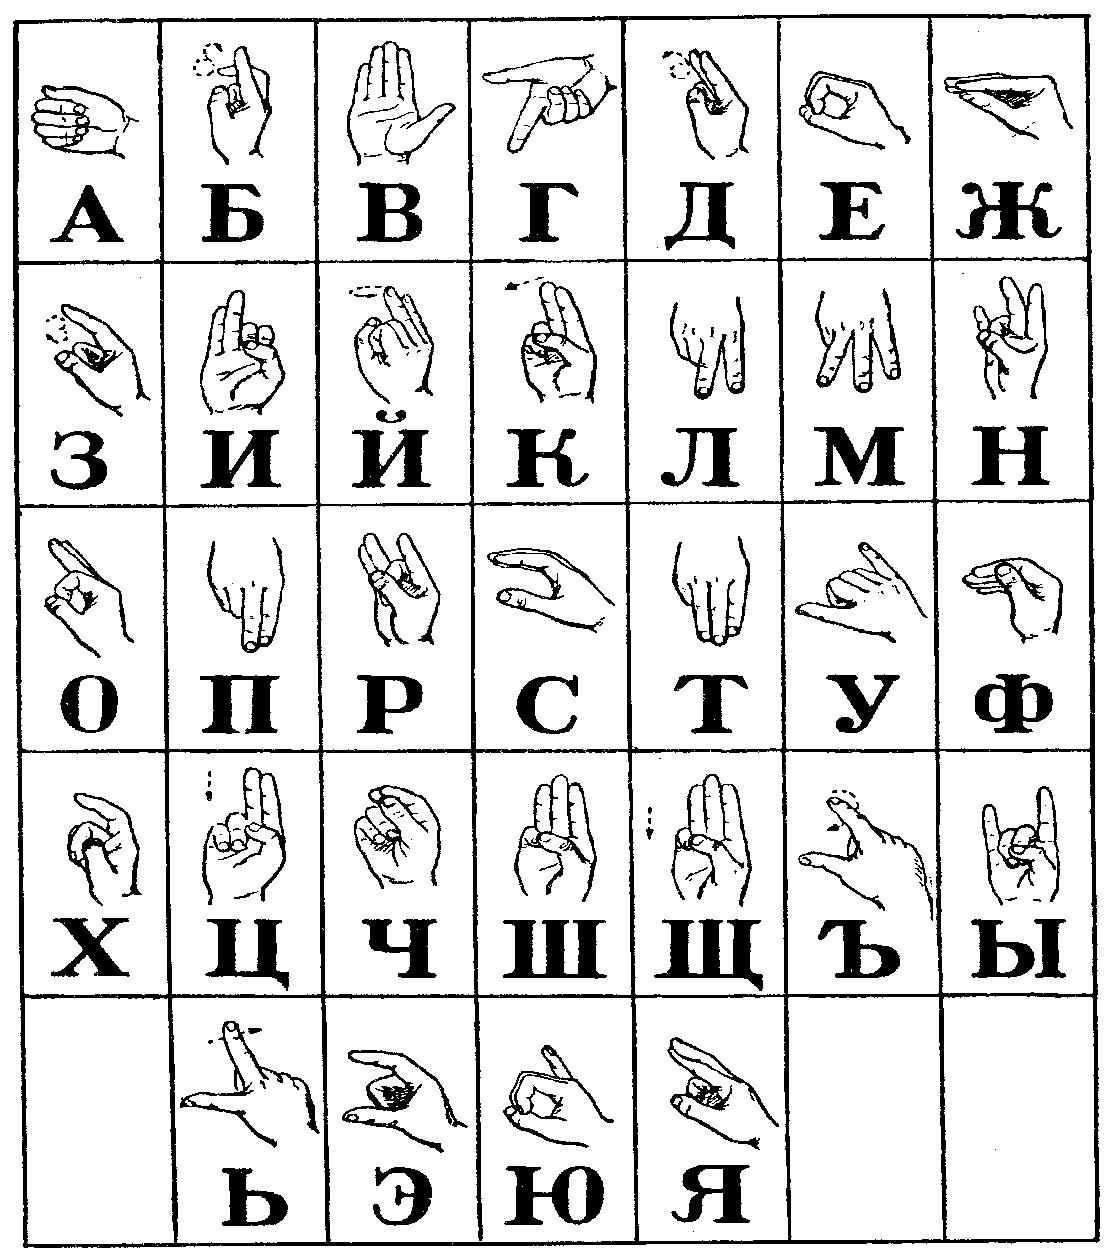 А Б В Г Д Е Ж
З И Й К Л М Н
О П Р С Т У Ф
Х Ц Ч Ш Щ Ъ Ы
Ь Э Ю Я